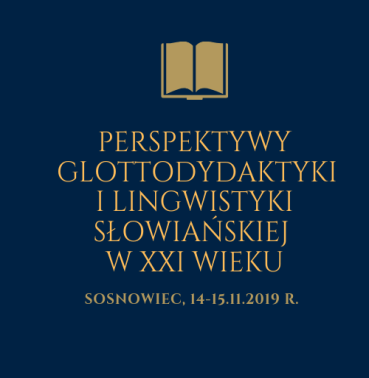 PERSPEKTYWY
GLOTTODYDAKTYKI
I LINGWISTYKI
SŁOWIAŃSKIEJ
W XXI WIEKU
SOSNOWIEC, 14-15.11.2019 R.